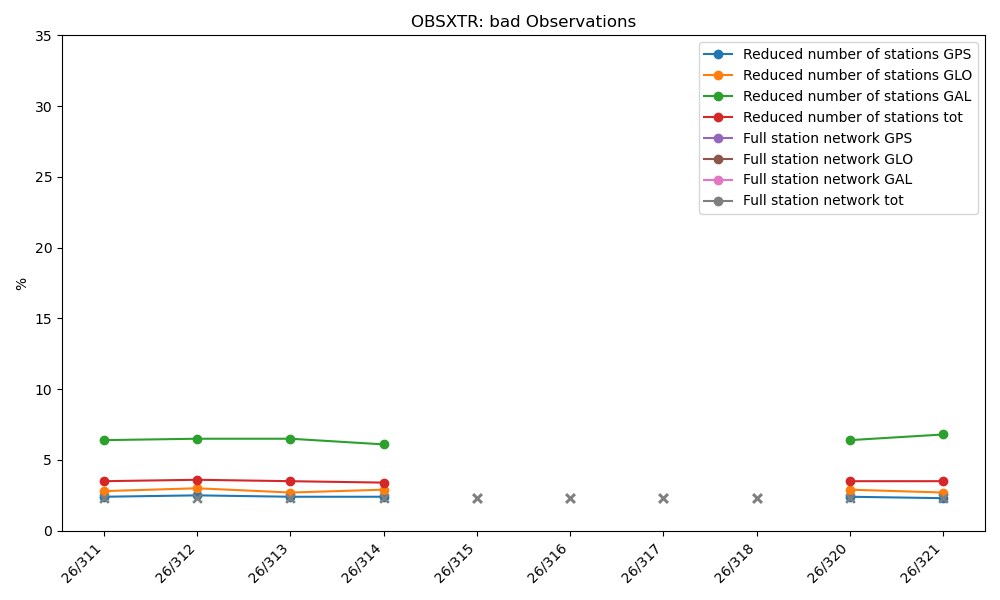 OBSXTR: bad Observations
35
30
25
20
15
10
5
0
%
Reduced number of stations GPS
Reduced number of stations GLO
Reduced number of stations GAL
Reduced number of stations tot
Full station network GPS
Full station network GLO
Full station network GAL
Full station network tot
26/311
26/312
26/313
26/314
26/315
26/316
26/317
26/318
26/320
26/321